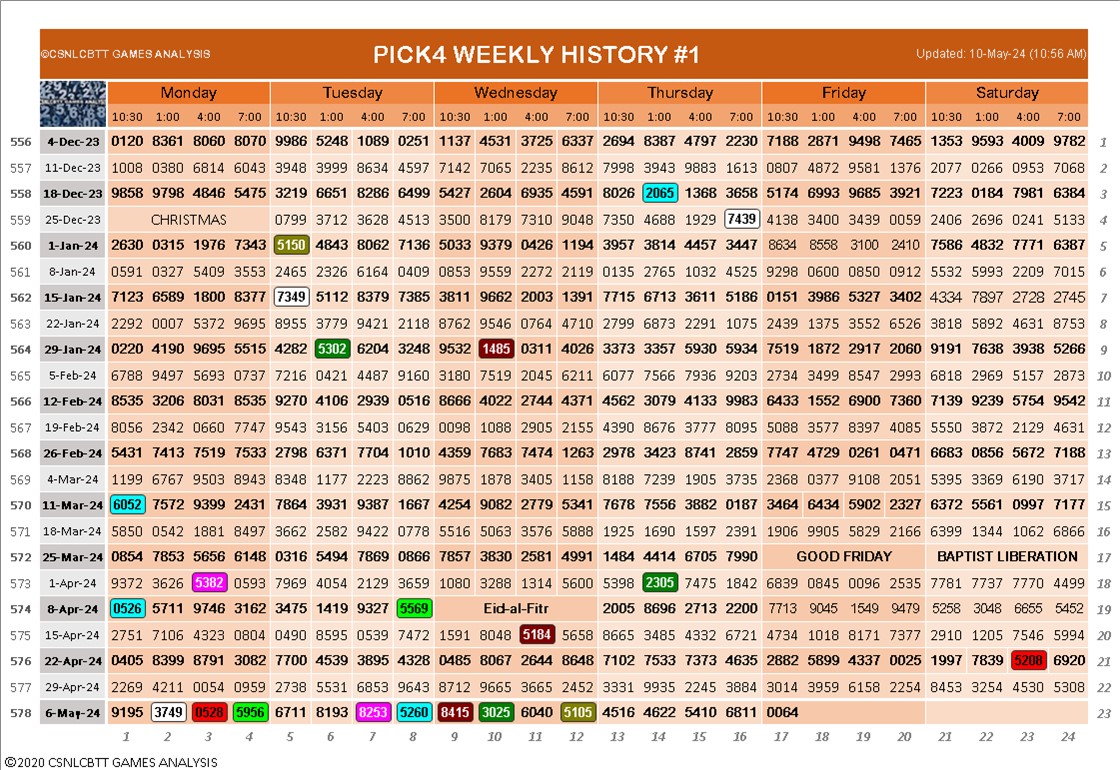 ©CSNLCBTT GAMES ANALYSIS PICK4 WEEKLY HISTORY #1 Updated: 10-May-24 (10:56 AM)
Monday Tuesday Wednesday Thursday Friday Saturday
10:30 1:00 4:00 7:00 10:30 1:00 4:00 7:00 10:30 1:00 4:00 7:00 10:30 1:00 4:00 7:00 10:30 1:00 4:00 7:00 10:30 1:00 4:00 7:00
556 4-Dec-23 0120 8361 8060 8070 9986 5248 1089 0251 1137 4531 3725 6337 2694 8387 4797 2230 7188 2871 9498 7465 1353 9593 4009 9782 1
557 11-Dec-23 1008 0380 6814 6043 3948 3999 8634 4597 7142 7065 2235 8612 7998 3943 9883 1613 0807 4872 9581 1376 2077 0266 0953 7068 2
558 18-Dec-23 9858 9798 4846 5475 3219 6651 8286 6499 5427 2604 6935 4591 8026 2065 1368 3658 5174 6993 9685 3921 7223 0184 7981 6384 3
559 25-Dec-23 CHRISTMAS 0799 3712 3628 4513 3500 8179 7310 9048 7350 4688 1929 7439 4138 3400 3439 0059 2406 2696 0241 5133 4
560 1-Jan-24 2630 0315 1976 7343 5150 4843 8062 7136 5033 9379 0426 1194 3957 3814 4457 3447 8634 8558 3100 2410 7586 4832 7771 6387 5
561 8-Jan-24 0591 0327 5409 3553 2465 2326 6164 0409 0853 9559 2272 2119 0135 2765 1032 4525 9298 0600 0850 0912 5532 5993 2209 7015 6
562 15-Jan-24 7123 6589 1800 8377 7349 5112 8379 7385 3811 9662 2003 1391 7715 6713 3611 5186 0151 3986 5327 3402 4334 7897 2728 2745 7
563 22-Jan-24 2292 0007 5372 9695 8955 3779 9421 2118 8762 9546 0764 4710 2799 6873 2291 1075 2439 1375 3552 6526 3818 5892 4631 8753 8
564 29-Jan-24 0220 4190 9695 5515 4282 5302 6204 3248 9532 1485 0311 4026 3373 3357 5930 5934 7519 1872 2917 2060 9191 7638 3938 5266 9
565 5-Feb-24 6788 9497 5693 0737 7216 0421 4487 9160 3180 7519 2045 6211 6077 7566 7936 9203 2734 3499 8547 2993 6818 2969 5157 2873 10
566 12-Feb-24 8535 3206 8031 8535 9270 4106 2939 0516 8666 4022 2744 4371 4562 3079 4133 9983 6433 1552 6900 7360 7139 9239 5754 9542 11
567 19-Feb-24 8056 2342 0660 7747 9543 3156 5403 0629 0098 1088 2905 2155 4390 8676 3777 8095 5088 3577 8397 4085 5550 3872 2129 4631 12
568 26-Feb-24 5431 7413 7519 7533 2798 6371 7704 1010 4359 7683 7474 1263 2978 3423 8741 2859 7747 4729 0261 0471 6683 0856 5672 7188 13
569 4-Mar-24 1199 6767 9503 8943 8348 1177 2223 8862 9875 1878 3405 1158 8188 7239 1905 3735 2368 0377 9108 2051 5395 3369 6190 3717 14
570 11-Mar-24 6052 7572 9399 2431 7864 3931 9387 1667 4254 9082 2779 5341 7678 7556 3882 0187 3464 6434 5902 2327 6372 5561 0997 7177 15
571 18-Mar-24 5850 0542 1881 8497 3662 2582 9422 0778 5516 5063 3576 5888 1925 1690 1597 2391 1906 9905 5829 2166 6399 1344 1062 6866 16
572 25-Mar-24 0854 7853 5656 6148 0316 5494 7869 0866 7857 3830 2581 4991 1484 4414 6705 7990 GOOD FRIDAY BAPTIST LIBERATION 17
573 1-Apr-24 9372 3626 5382 0593 7969 4054 2129 3659 1080 3288 1314 5600 5398 2305 7475 1842 6839 0845 0096 2535 7781 7737 7770 4499 18
574 8-Apr-24 0526 5711 9746 3162 3475 1419 9327 5569 Eid-al-Fitr 2005 8696 2713 2200 7713 9045 1549 9479 5258 3048 6655 5452 19
575 15-Apr-24 2751 7106 4323 0804 0490 8595 0539 7472 1591 8048 5184 5658 8665 3485 4332 6721 4734 1018 8171 7377 2910 1205 7546 5994 20
576 22-Apr-24 0405 8399 8791 3082 7700 4539 3895 4328 0485 8067 2644 8648 7102 7533 7373 4635 2882 5899 4337 0025 1997 7839 5208 6920 21
577 29-Apr-24 2269 4211 0054 0959 2738 5531 6853 9643 8712 9665 3665 2452 3331 9935 2245 3884 3014 3959 6158 2254 8453 3254 4530 5308 22
578 6-May-24 9195 3749 0528 5956 6711 8193 8253 5260 8415 3025 6040 5105 4516 4622 5410 6811 0064 23
1 2 3 4 5 6 7 8 9 10 11 12 13 14 15 16 17 18 19 20 21 22 23 24
©2020 CSNLCBTT GAMES ANALYSIS